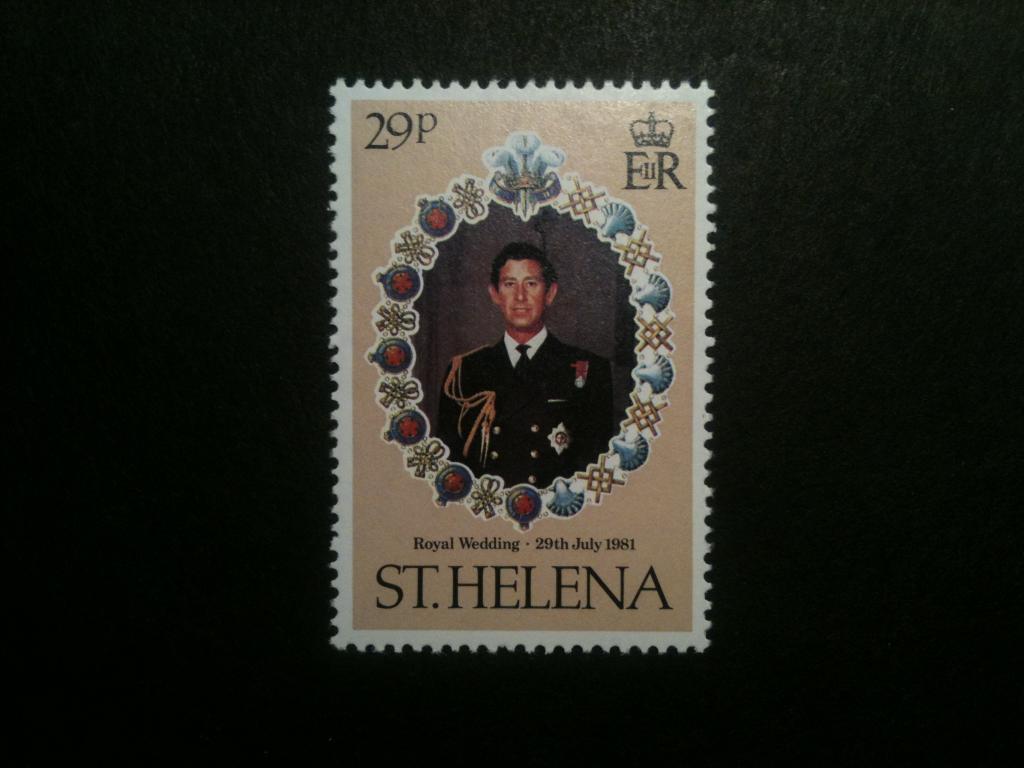 29p
EIIR
Royal Wedding · 29th July 1981
ST. HELENA